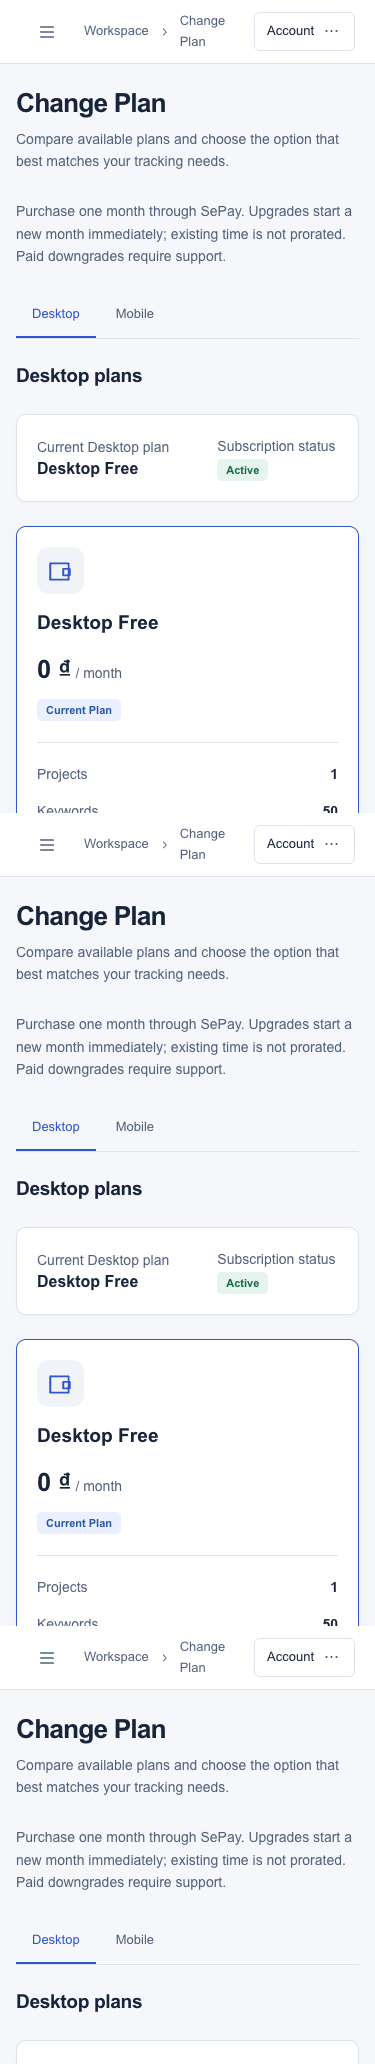 Workspace > Change Plan Account ...
Change Plan
Compare available plans and choose the option that
best matches your tracking needs.
Purchase one month through SePay. Upgrades start a
new month immediately; existing time is not prorated.
Paid downgrades require support.
Desktop Mobile
Desktop plans
Current Desktop plan Subscription status
Desktop Free Active
Desktop Free
0 ₫ / month
Current Plan
Projects 1
Keywords 50
Workspace > Change Plan Account ...
Change Plan
Compare available plans and choose the option that
best matches your tracking needs.
Purchase one month through SePay. Upgrades start a
new month immediately; existing time is not prorated.
Paid downgrades require support.
Desktop Mobile
Desktop plans
Current Desktop plan Subscription status
Desktop Free Active
Desktop Free
0 ₫ / month
Current Plan
Projects 1
Keywords 50
Workspace > Change Plan Account ...
Change Plan
Compare available plans and choose the option that
best matches your tracking needs.
Purchase one month through SePay. Upgrades start a
new month immediately; existing time is not prorated.
Paid downgrades require support.
Desktop Mobile
Desktop plans